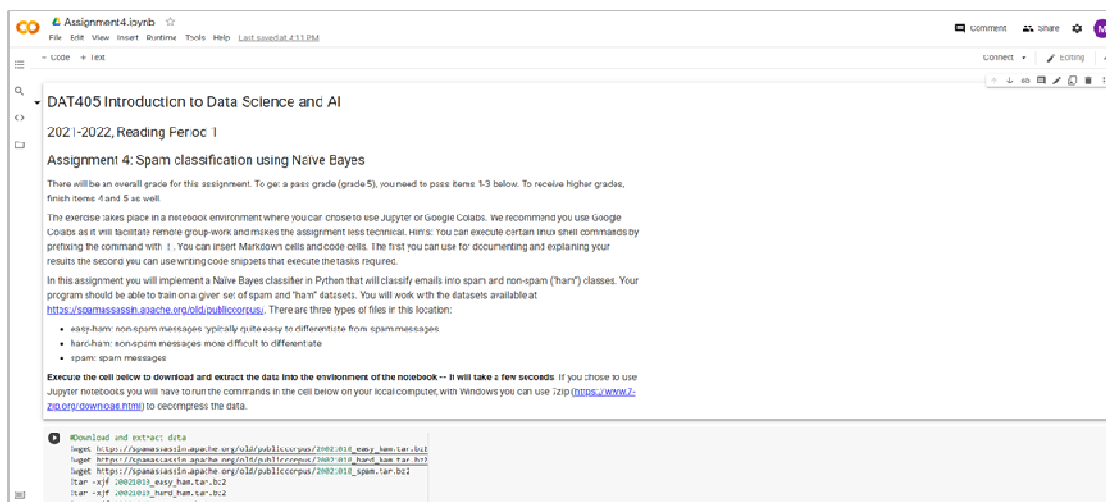 Assignment4.ipynb
File Edit View Insert Runtime Tools Help Last saved at 4:11 PM
Comment Share M
+ Code + Text
Connect Editing
DAT405 Introduction to Data Science and AI
2021-2022, Reading Period 1
Assignment 4: Spam classification using Naïve Bayes
There will be an overall grade for this assignment. To get a pass grade (grade 5), you need to pass items 1-3 below. To receive higher grades,
finish items 4 and 5 as well.
The exercise takes place in a notebook environment where you can chose to use Jupyter or Google Colabs. We recommend you use Google
Colabs as it will facilitate remote group-work and makes the assignment less technical. Hints: You can execute certain linux shell commands by
prefixing the command with ! . You can insert Markdown cells and code cells. The first you can use for documenting and explaining your
results the second you can use writing code snippets that execute the tasks required.
In this assignment you will implement a Naïve Bayes classifier in Python that will classify emails into spam and non-spam ("ham") classes. Your
program should be able to train on a given set of spam and "ham" datasets. You will work with the datasets available at
https://spamassassin.apache.org/old/publiccorpus/. There are three types of files in this location:
• easy-ham: non-spam messages typically quite easy to differentiate from spam messages
• hard-ham: non-spam messages more difficult to differentiate
• spam: spam messages
Execute the cell below to download and extract the data into the environment of the notebook -- it will take a few seconds. If you chose to use
Jupyter notebooks you will have to run the commands in the cell below on your local computer, with Windows you can use 7zip (https://www.7-
zip.org/download.html) to decompress the data.
#Download and extract data
!wget https://spamassassin.apache.org/old/publiccorpus/20021010_easy_ham.tar.bz2
!wget https://spamassassin.apache.org/old/publiccorpus/20021010_hard_ham.tar.bz2
!wget https://spamassassin.apache.org/old/publiccorpus/20021010_spam.tar.bz2
!tar -xjf 20021010_easy_ham.tar.bz2
!tar -xjf 20021010_hard_ham.tar.bz2